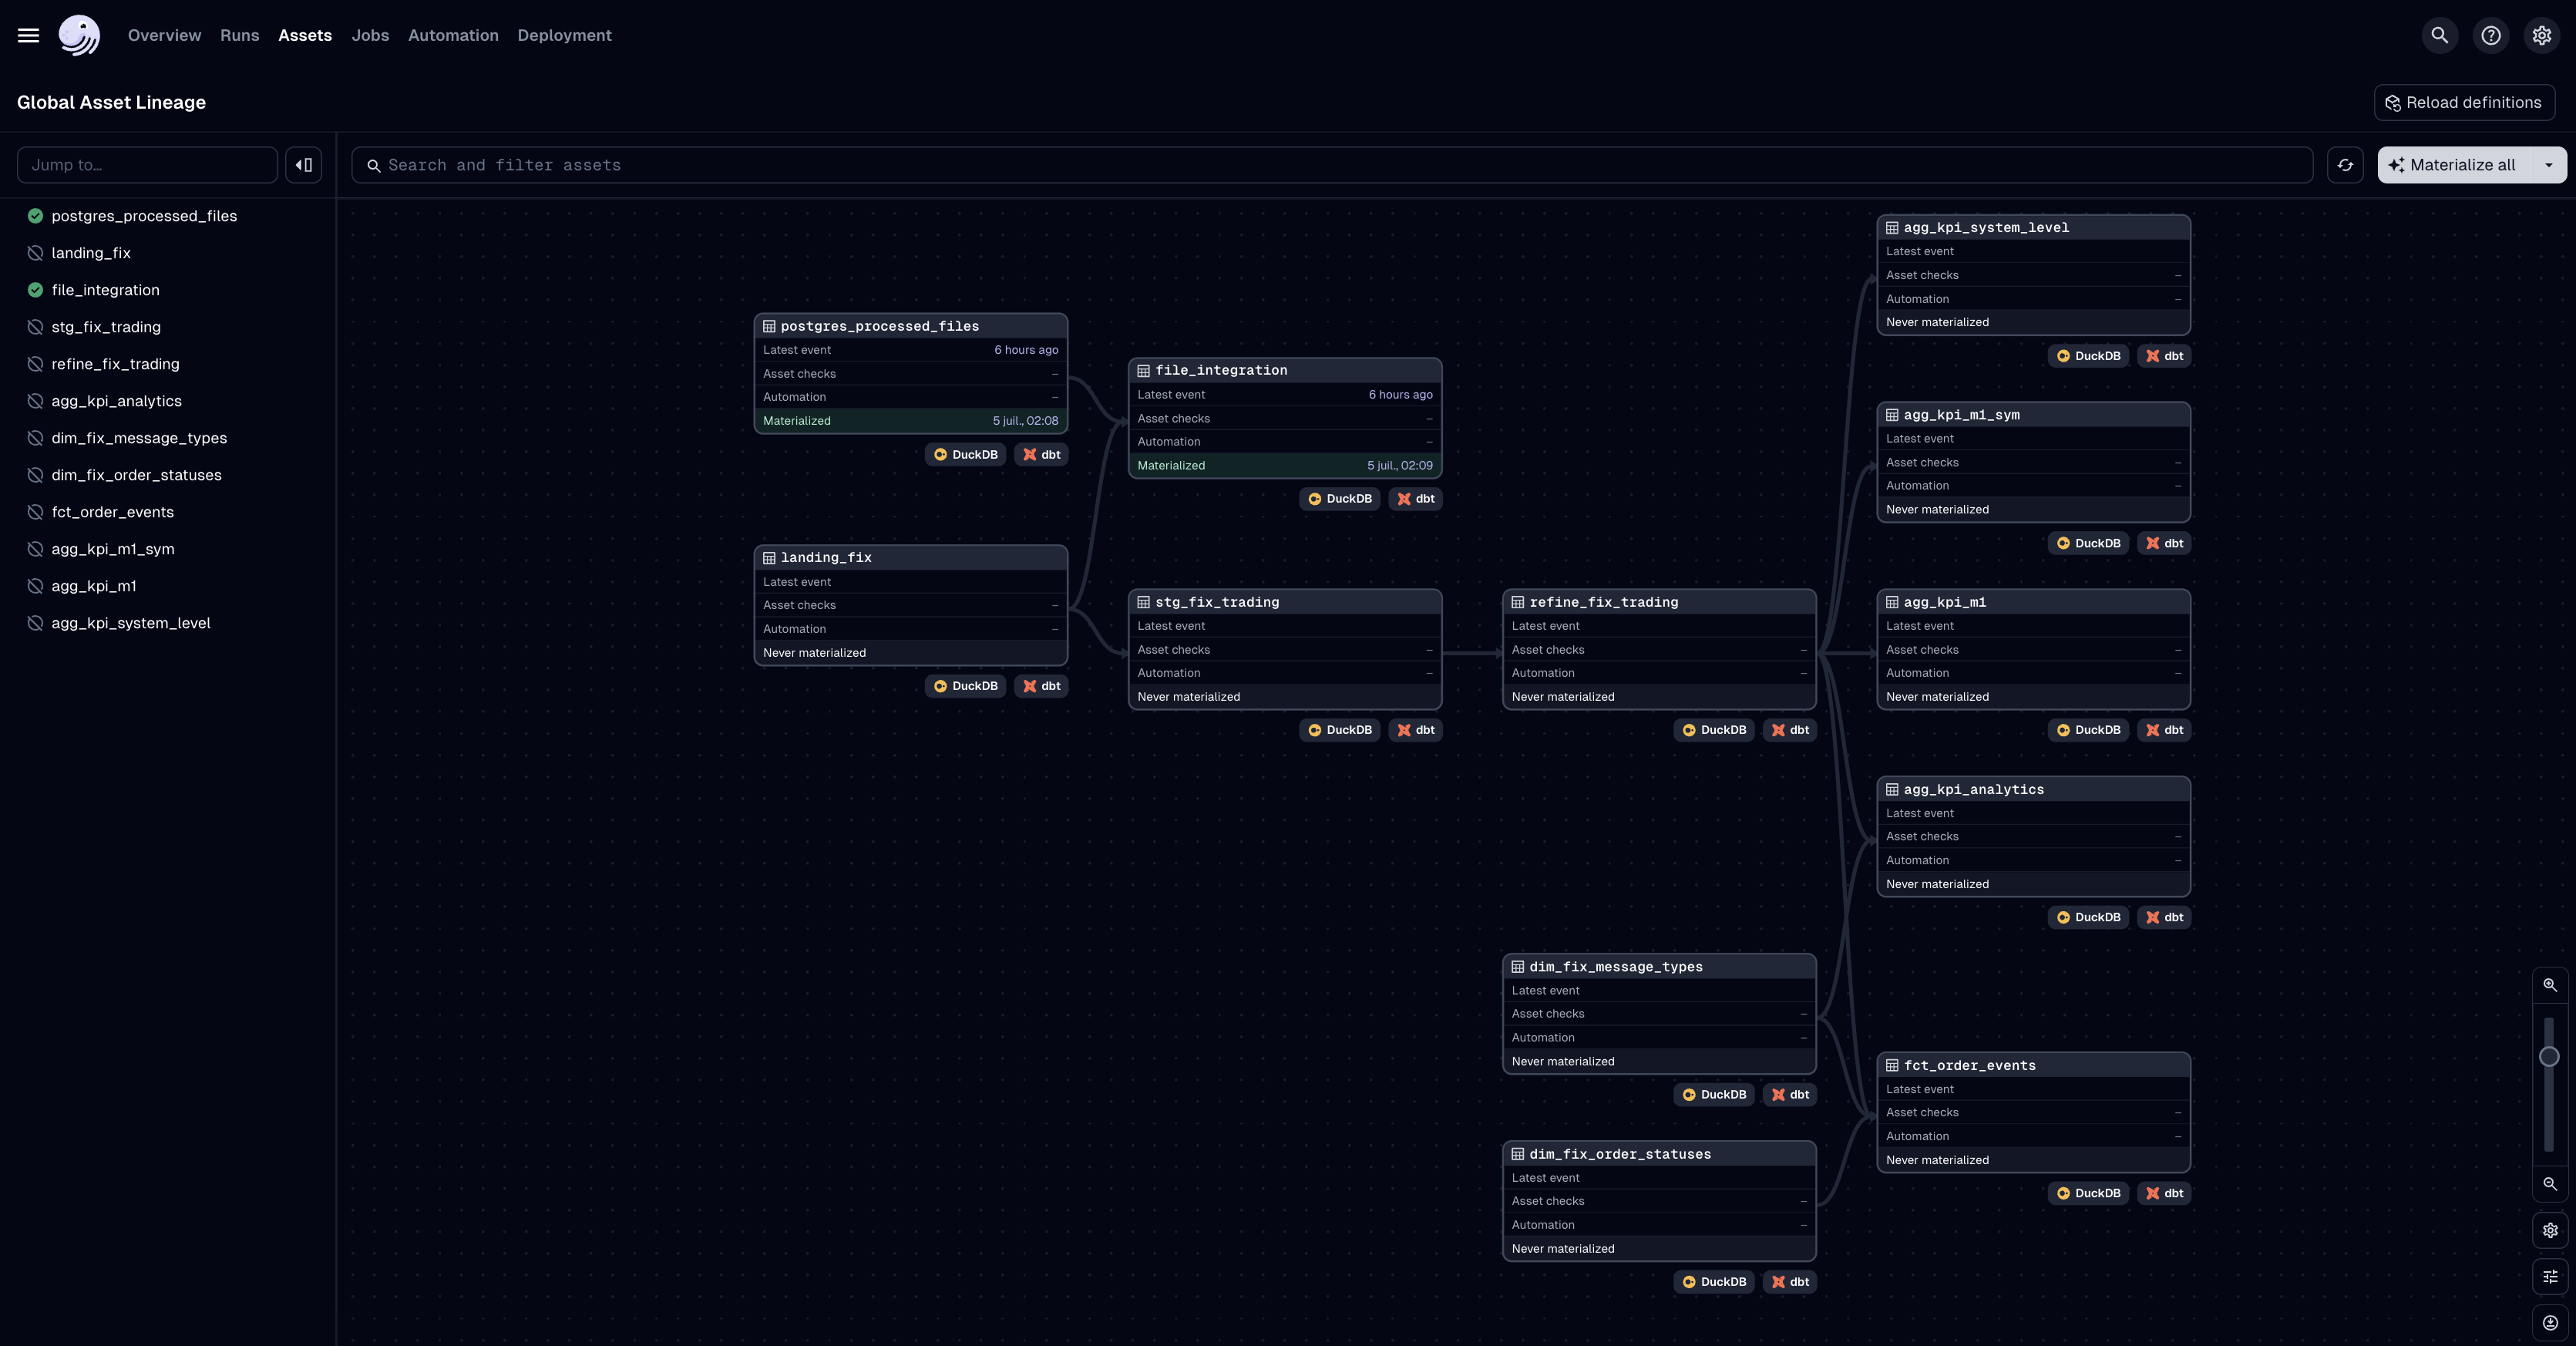 Overview Runs Assets Jobs Automation Deployment
Global Asset Lineage
Reload definitions
Jump to…
Search and filter assets
Materialize all
postgres_processed_files
landing_fix
file_integration
stg_fix_trading
refine_fix_trading
agg_kpi_analytics
dim_fix_message_types
dim_fix_order_statuses
fct_order_events
agg_kpi_m1_sym
agg_kpi_m1
agg_kpi_system_level
postgres_processed_files
Latest event 6 hours ago
Asset checks –
Automation –
Materialized 5 juil., 02:08
DuckDB dbt
landing_fix
Latest event
Asset checks –
Automation –
Never materialized
DuckDB dbt
file_integration
Latest event 6 hours ago
Asset checks –
Automation –
Materialized 5 juil., 02:09
DuckDB dbt
stg_fix_trading
Latest event
Asset checks –
Automation –
Never materialized
DuckDB dbt
refine_fix_trading
Latest event
Asset checks –
Automation –
Never materialized
DuckDB dbt
dim_fix_message_types
Latest event
Asset checks –
Automation –
Never materialized
DuckDB dbt
dim_fix_order_statuses
Latest event
Asset checks –
Automation –
Never materialized
DuckDB dbt
agg_kpi_system_level
Latest event
Asset checks –
Automation –
Never materialized
DuckDB dbt
agg_kpi_m1_sym
Latest event
Asset checks –
Automation –
Never materialized
DuckDB dbt
agg_kpi_m1
Latest event
Asset checks –
Automation –
Never materialized
DuckDB dbt
agg_kpi_analytics
Latest event
Asset checks –
Automation –
Never materialized
DuckDB dbt
fct_order_events
Latest event
Asset checks –
Automation –
Never materialized
DuckDB dbt